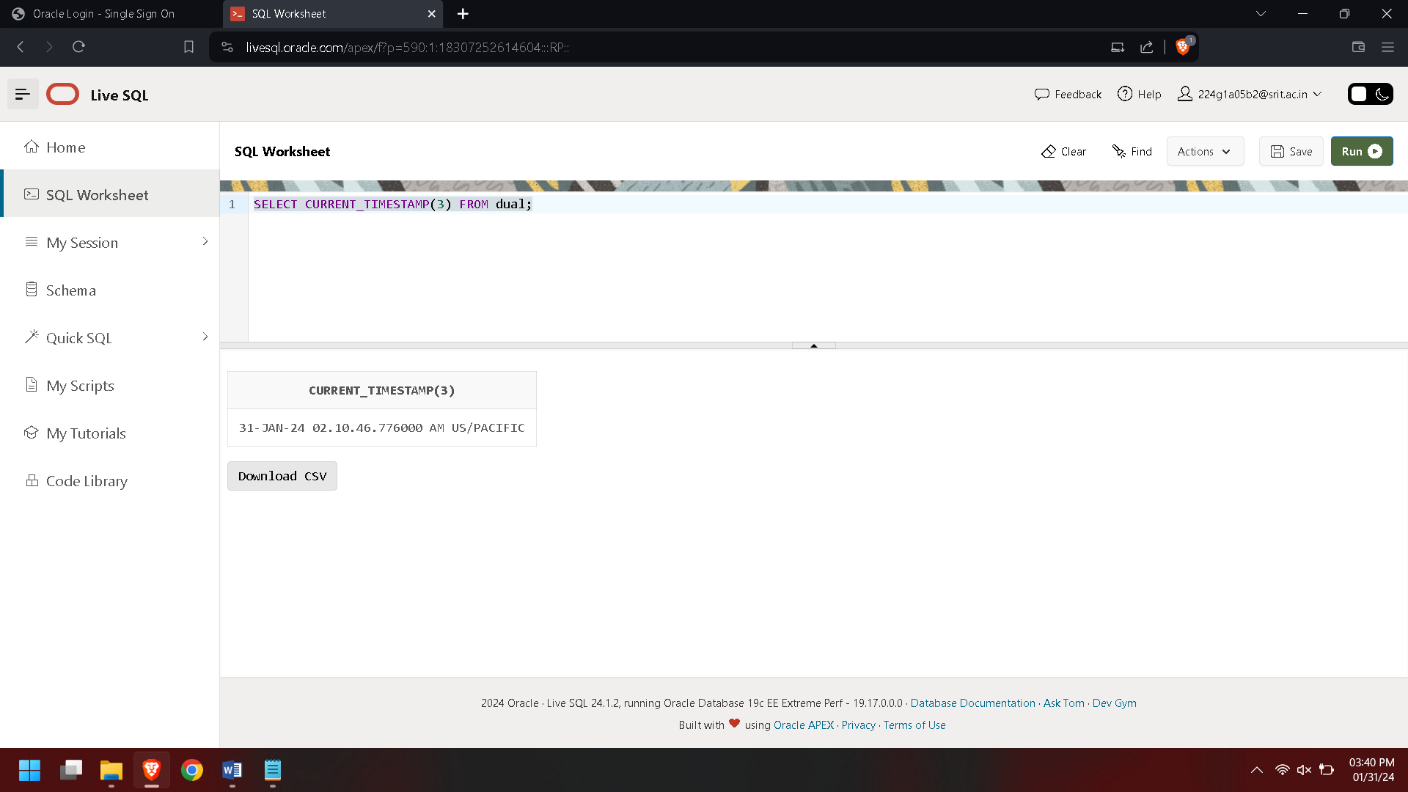 Oracle Login - Single Sign On
SQL Worksheet
livesql.oracle.com/apex/f?p=590:1:18307252614604:::RP::
1
Live SQL
Feedback
Help
224g1a05b2@srit.ac.in
Home
SQL Worksheet
My Session
Schema
Quick SQL
My Scripts
My Tutorials
Code Library
SQL Worksheet
Clear
Find
Actions
Save
Run
1 SELECT CURRENT_TIMESTAMP(3) FROM dual;
CURRENT_TIMESTAMP(3)
31-JAN-24 02.10.46.776000 AM US/PACIFIC
Download CSV
2024 Oracle · Live SQL 24.1.2, running Oracle Database 19c EE Extreme Perf - 19.17.0.0.0 · Database Documentation · Ask Tom · Dev Gym
Built with ❤ using Oracle APEX · Privacy · Terms of Use
03:40 PM
01/31/24